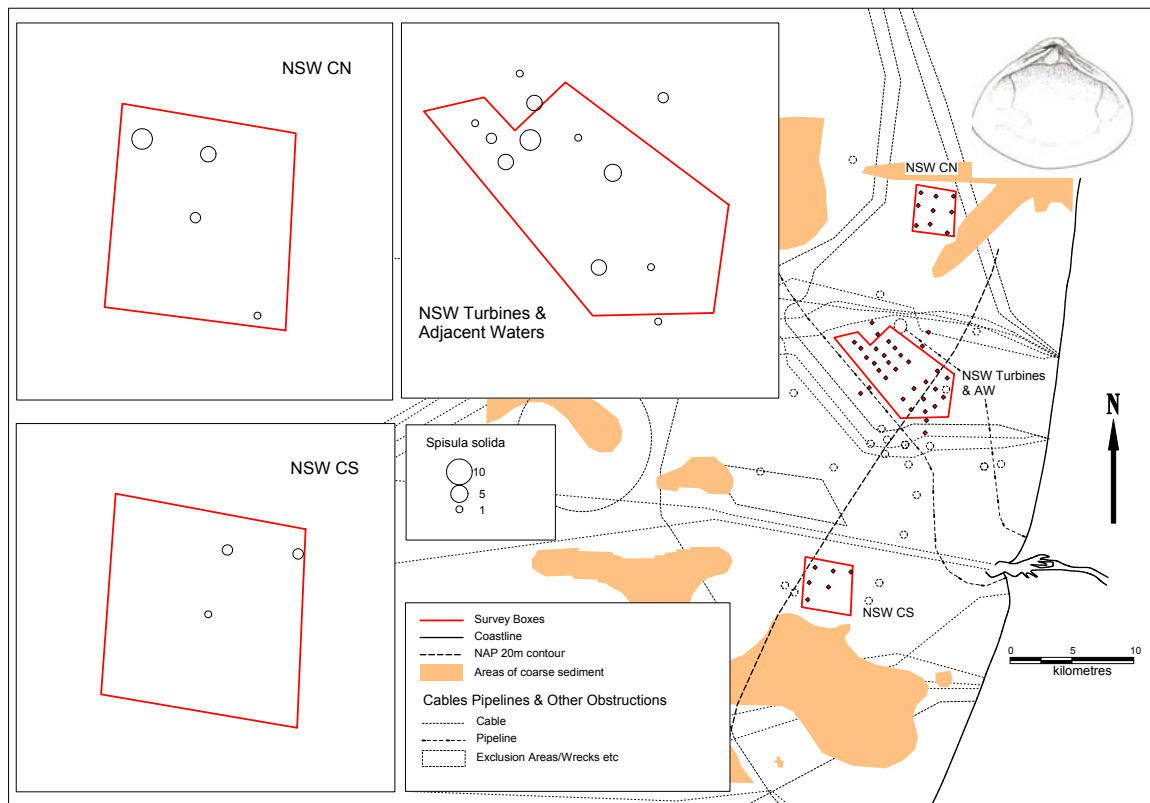 NSW CN
NSW Turbines &
Adjacent Waters
NSW CS
Spisula solida
10
5
1
NSW CN
NSW Turbines
& AW
NSW CS
N
0 5 10
kilometres
Survey Boxes
Coastline
NAP 20m contour
Areas of coarse sediment
Cables Pipelines & Other Obstructions
Cable
Pipeline
Exclusion Areas/Wrecks etc